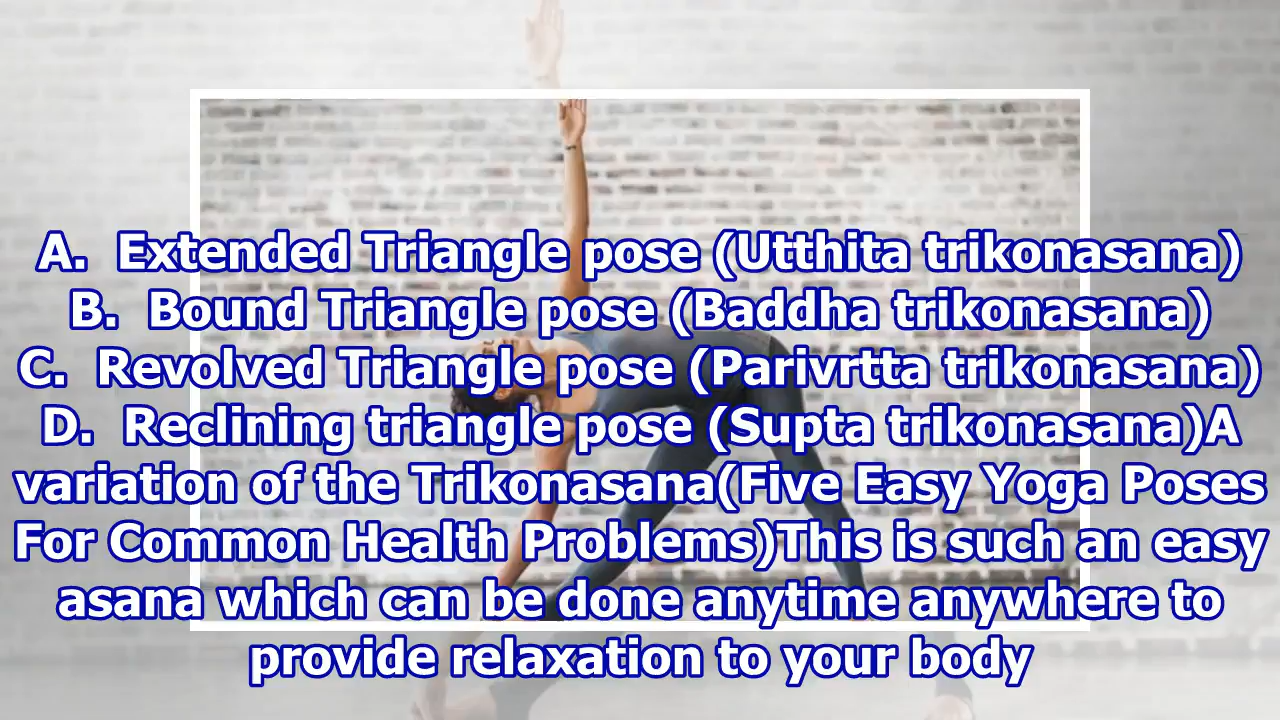 A.  Extended Triangle pose (Utthita trikonasana)
B.  Bound Triangle pose (Baddha trikonasana)
C.  Revolved Triangle pose (Parivrtta trikonasana)
D.  Reclining triangle pose (Supta trikonasana)A
variation of the Trikonasana(Five Easy Yoga Poses
For Common Health Problems)This is such an easy
asana which can be done anytime anywhere to
provide relaxation to your body